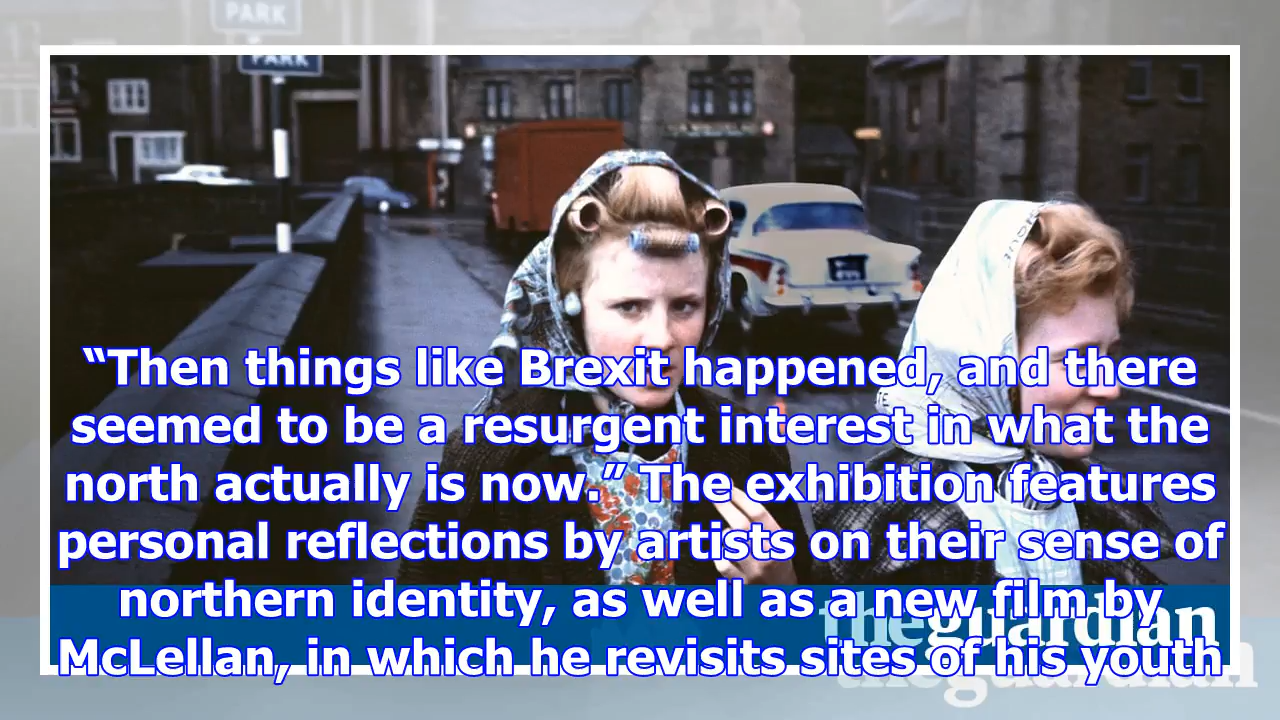 PARK
PARK
“Then things like Brexit happened, and there
seemed to be a resurgent interest in what the
north actually is now.” The exhibition features
personal reflections by artists on their sense of
northern identity, as well as a new film by
McLellan, in which he revisits sites of his youth
theguardian
theguardian